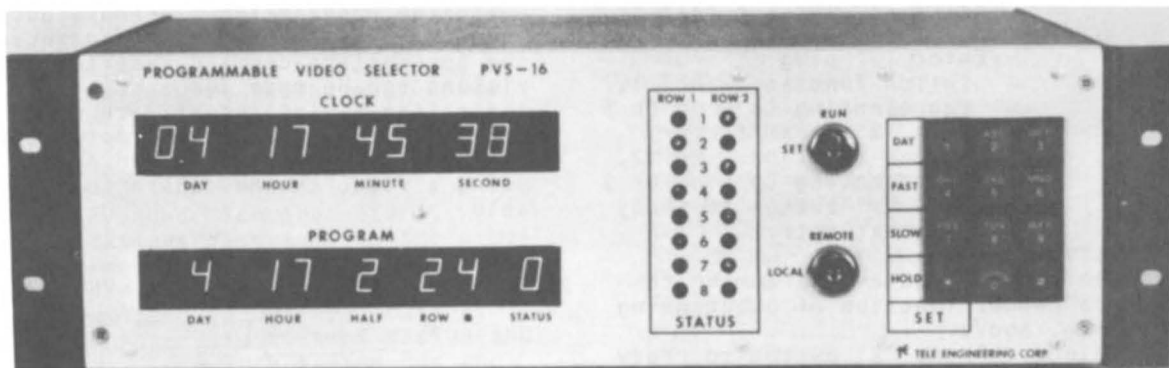 PROGRAMMABLE VIDEO SELECTOR PVS-16
CLOCK
04 17 45 38
DAY HOUR MINUTE SECOND
PROGRAM
4 17 2 2 4 0
DAY HOUR HALF ROW STATUS
ROW 1 ROW 2
1
2
3
4
5
6
7
8
STATUS
RUN
SET
REMOTE
LOCAL
DAY
FAST
SLOW
HOLD
SET
TELE ENGINEERING CORP